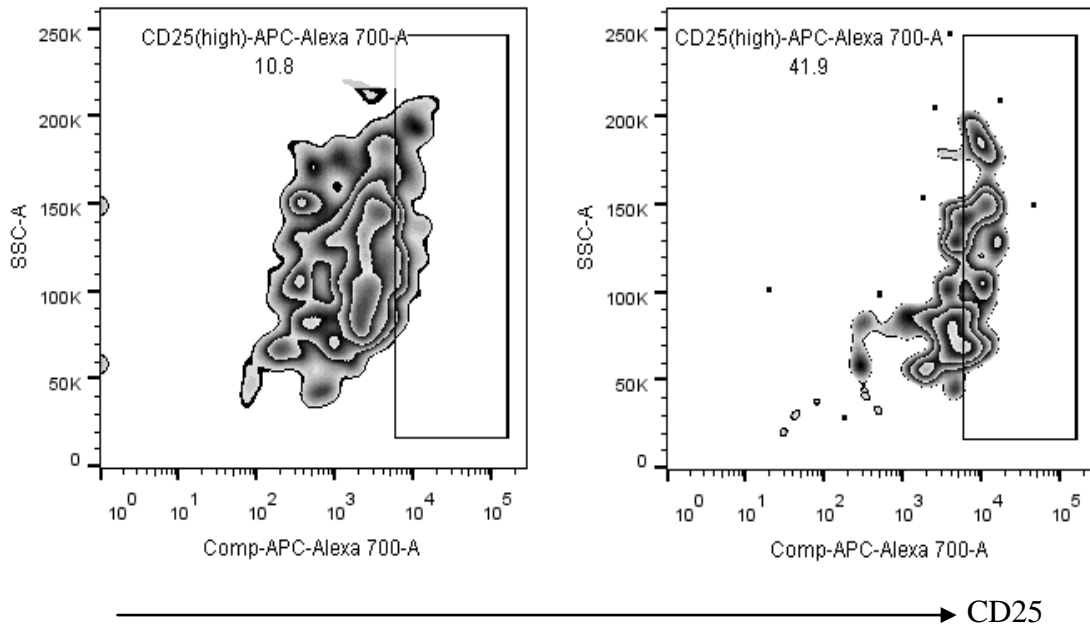 CD25(high)-APC-Alexa 700-A
10.8
250K
200K
150K
100K
50K
0
SSC-A
10^0 10^1 10^2 10^3 10^4 10^5
Comp-APC-Alexa 700-A
CD25(high)-APC-Alexa 700-A
41.9
250K
200K
150K
100K
50K
0
SSC-A
10^0 10^1 10^2 10^3 10^4 10^5
Comp-APC-Alexa 700-A
CD25